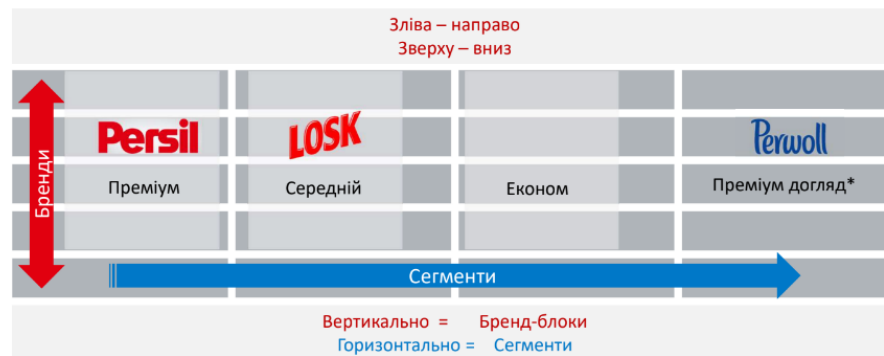 Зліва – направо
Зверху – вниз
Persil
LOSK
Perwoll
Преміум
Середній
Економ
Преміум догляд*
Бренди
Сегменти
Вертикально = Бренд-блоки
Горизонтально = Сегменти